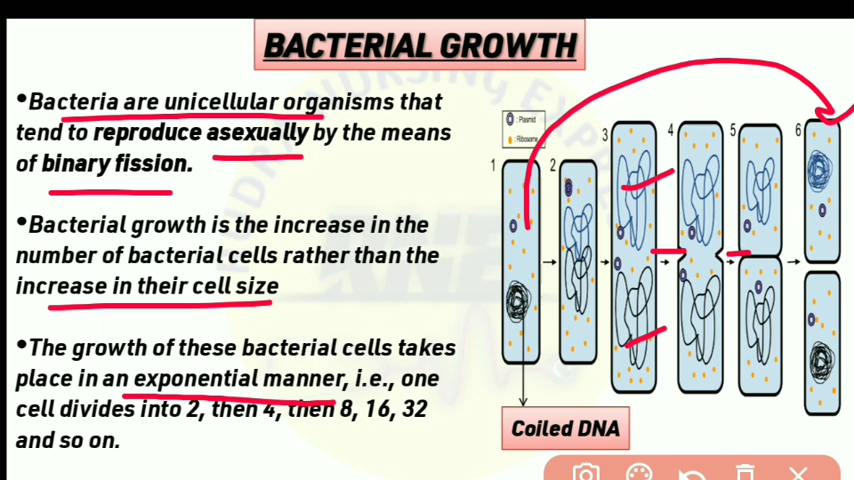 BACTERIAL GROWTH
•Bacteria are unicellular organisms that
tend to reproduce asexually by the means
of binary fission.
•Bacterial growth is the increase in the
number of bacterial cells rather than the
increase in their cell size
•The growth of these bacterial cells takes
place in an exponential manner, i.e., one
cell divides into 2, then 4, then 8, 16, 32
and so on.
: Plasmid
: Ribosome
1
2
3
4
5
6
Coiled DNA